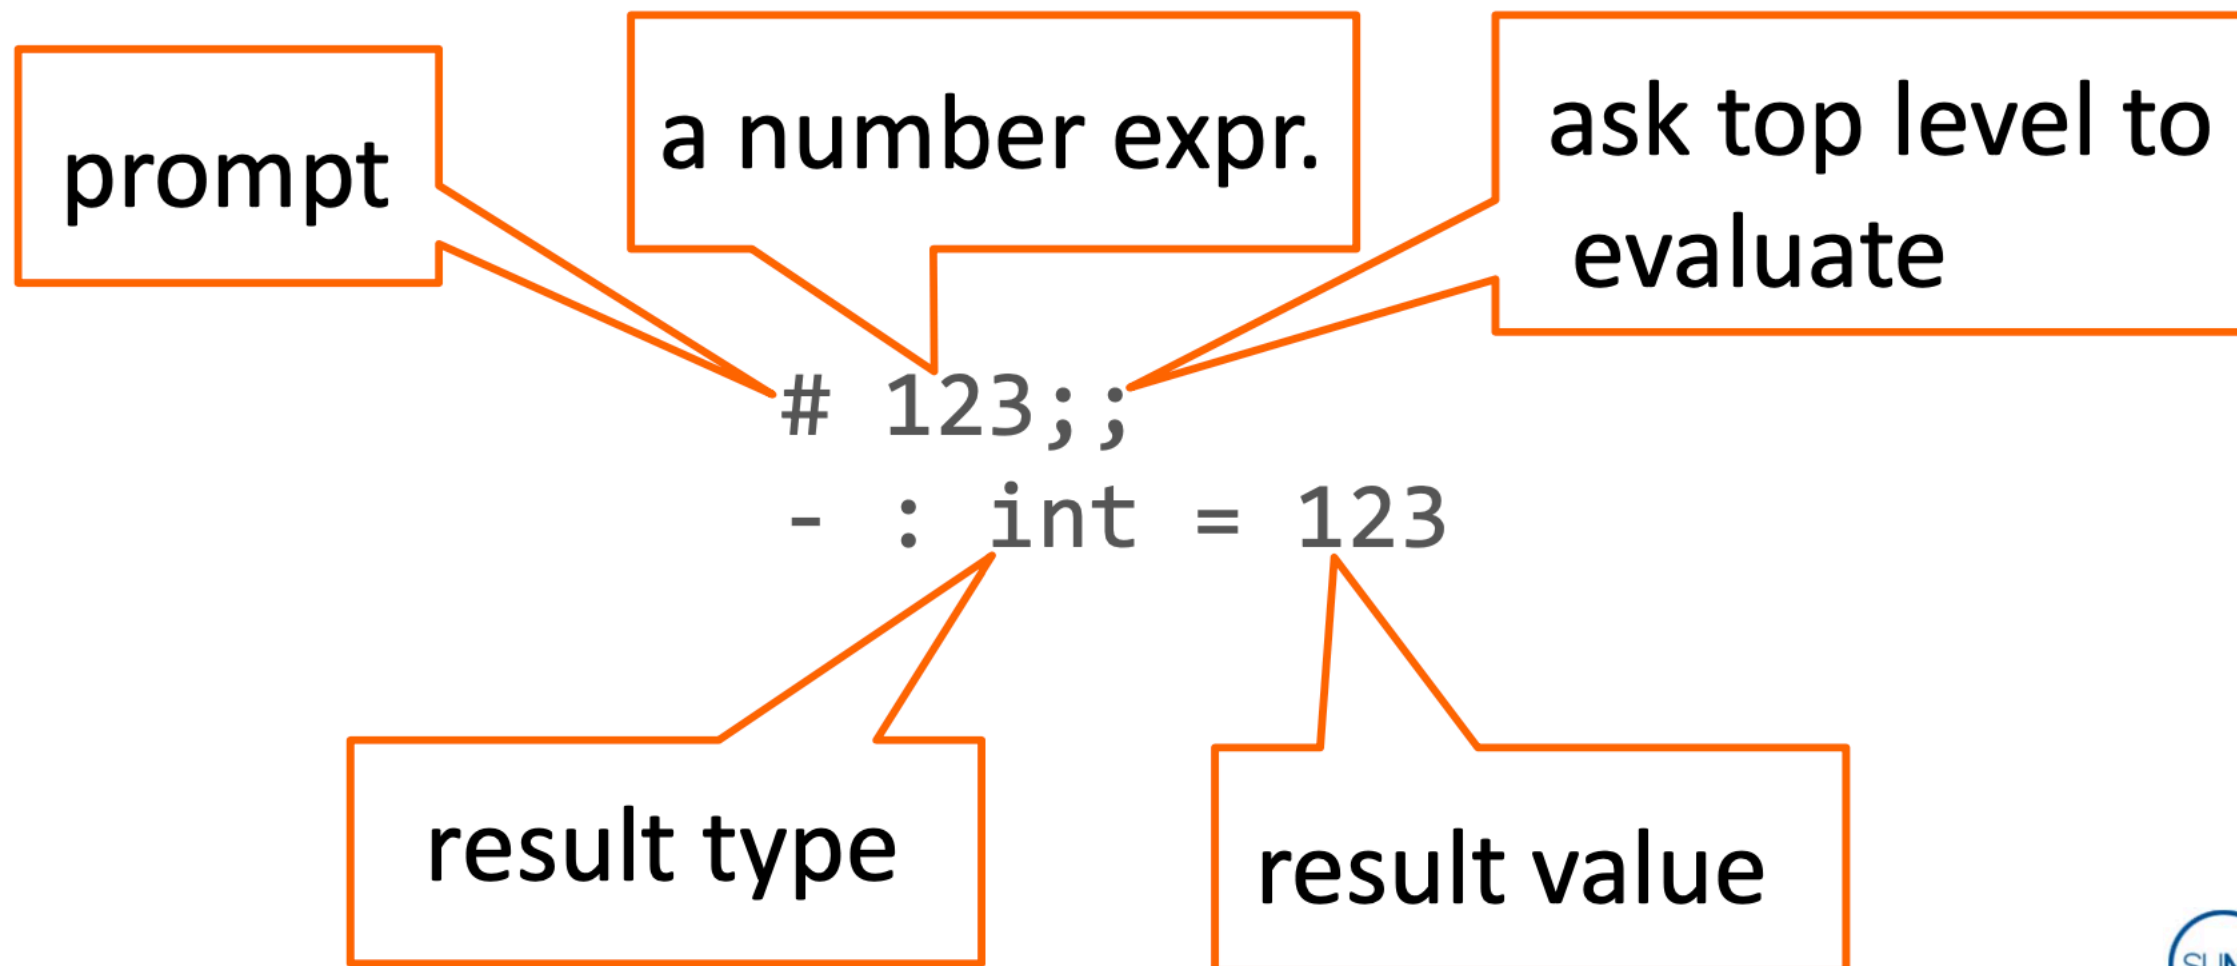 prompt
a number expr.
ask top level to
evaluate
# 123;;
- : int = 123
result type
result value